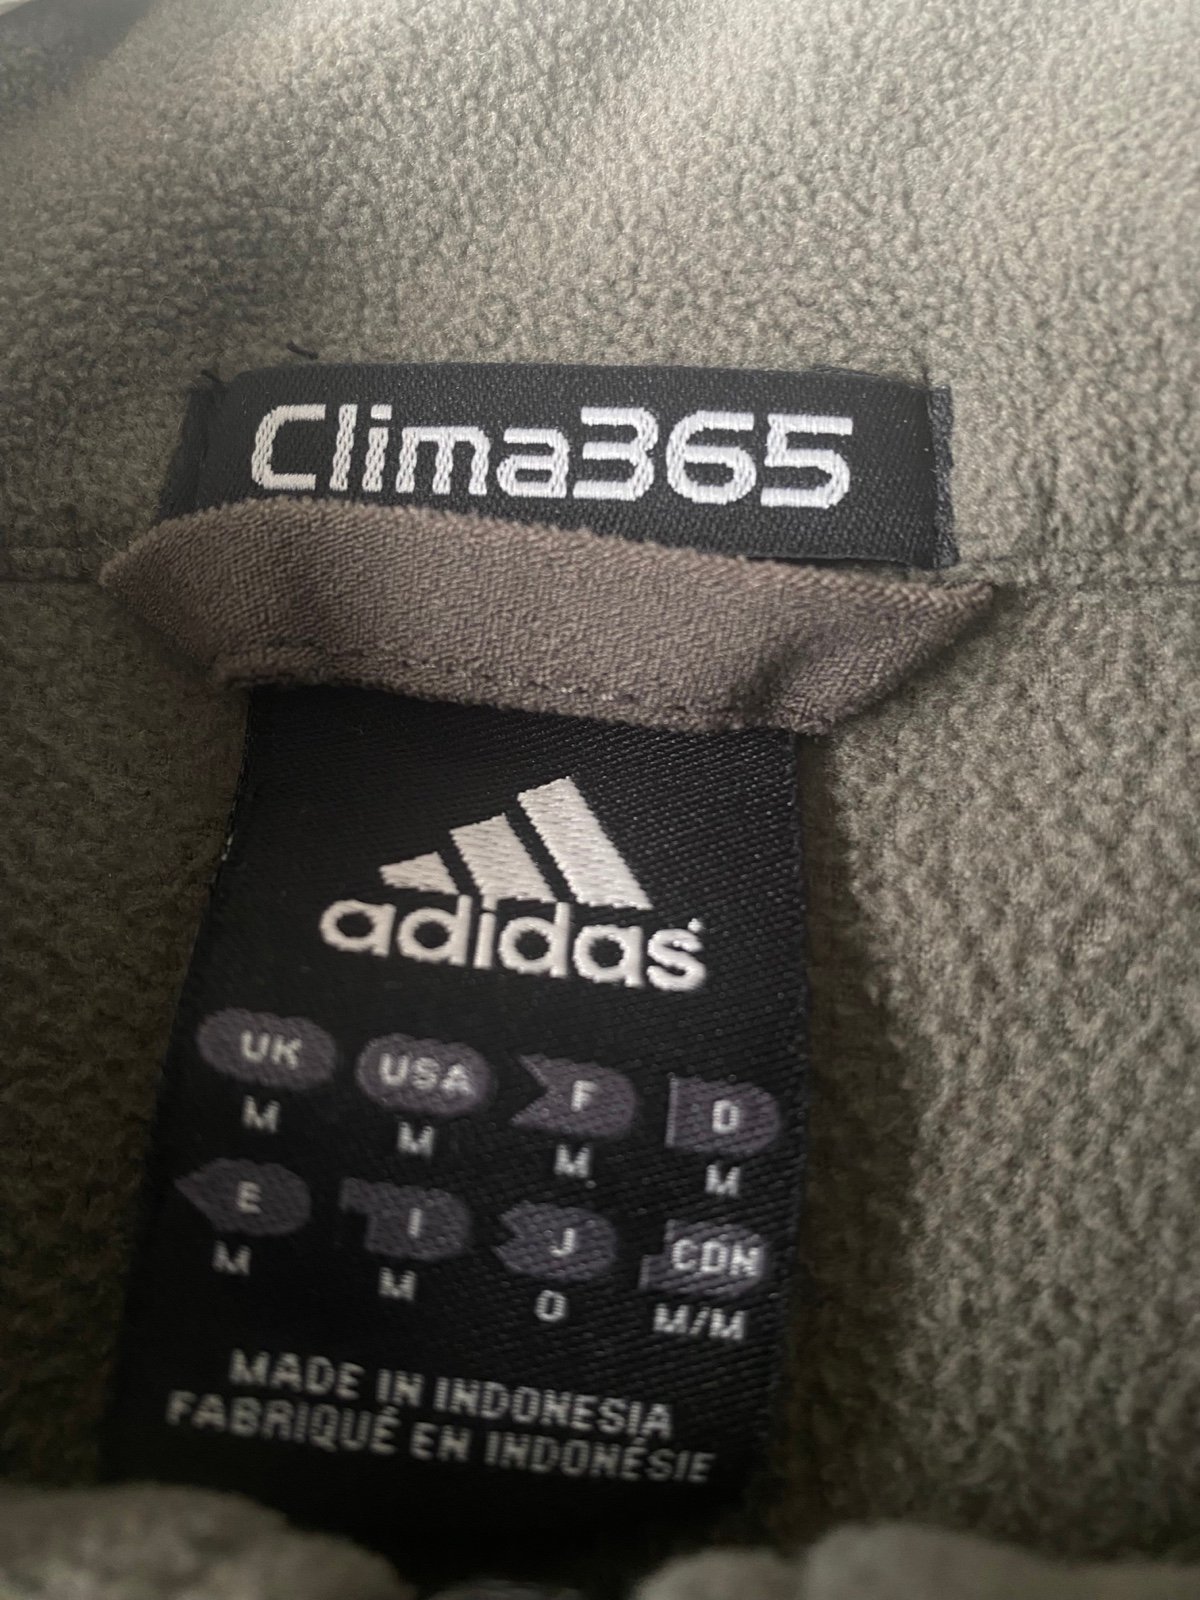 Clima365
adidas
UK USA F D
M M M M
E I J CDN
M M O M/M
MADE IN INDONESIA
FABRIQUÉ EN INDONÉSIE